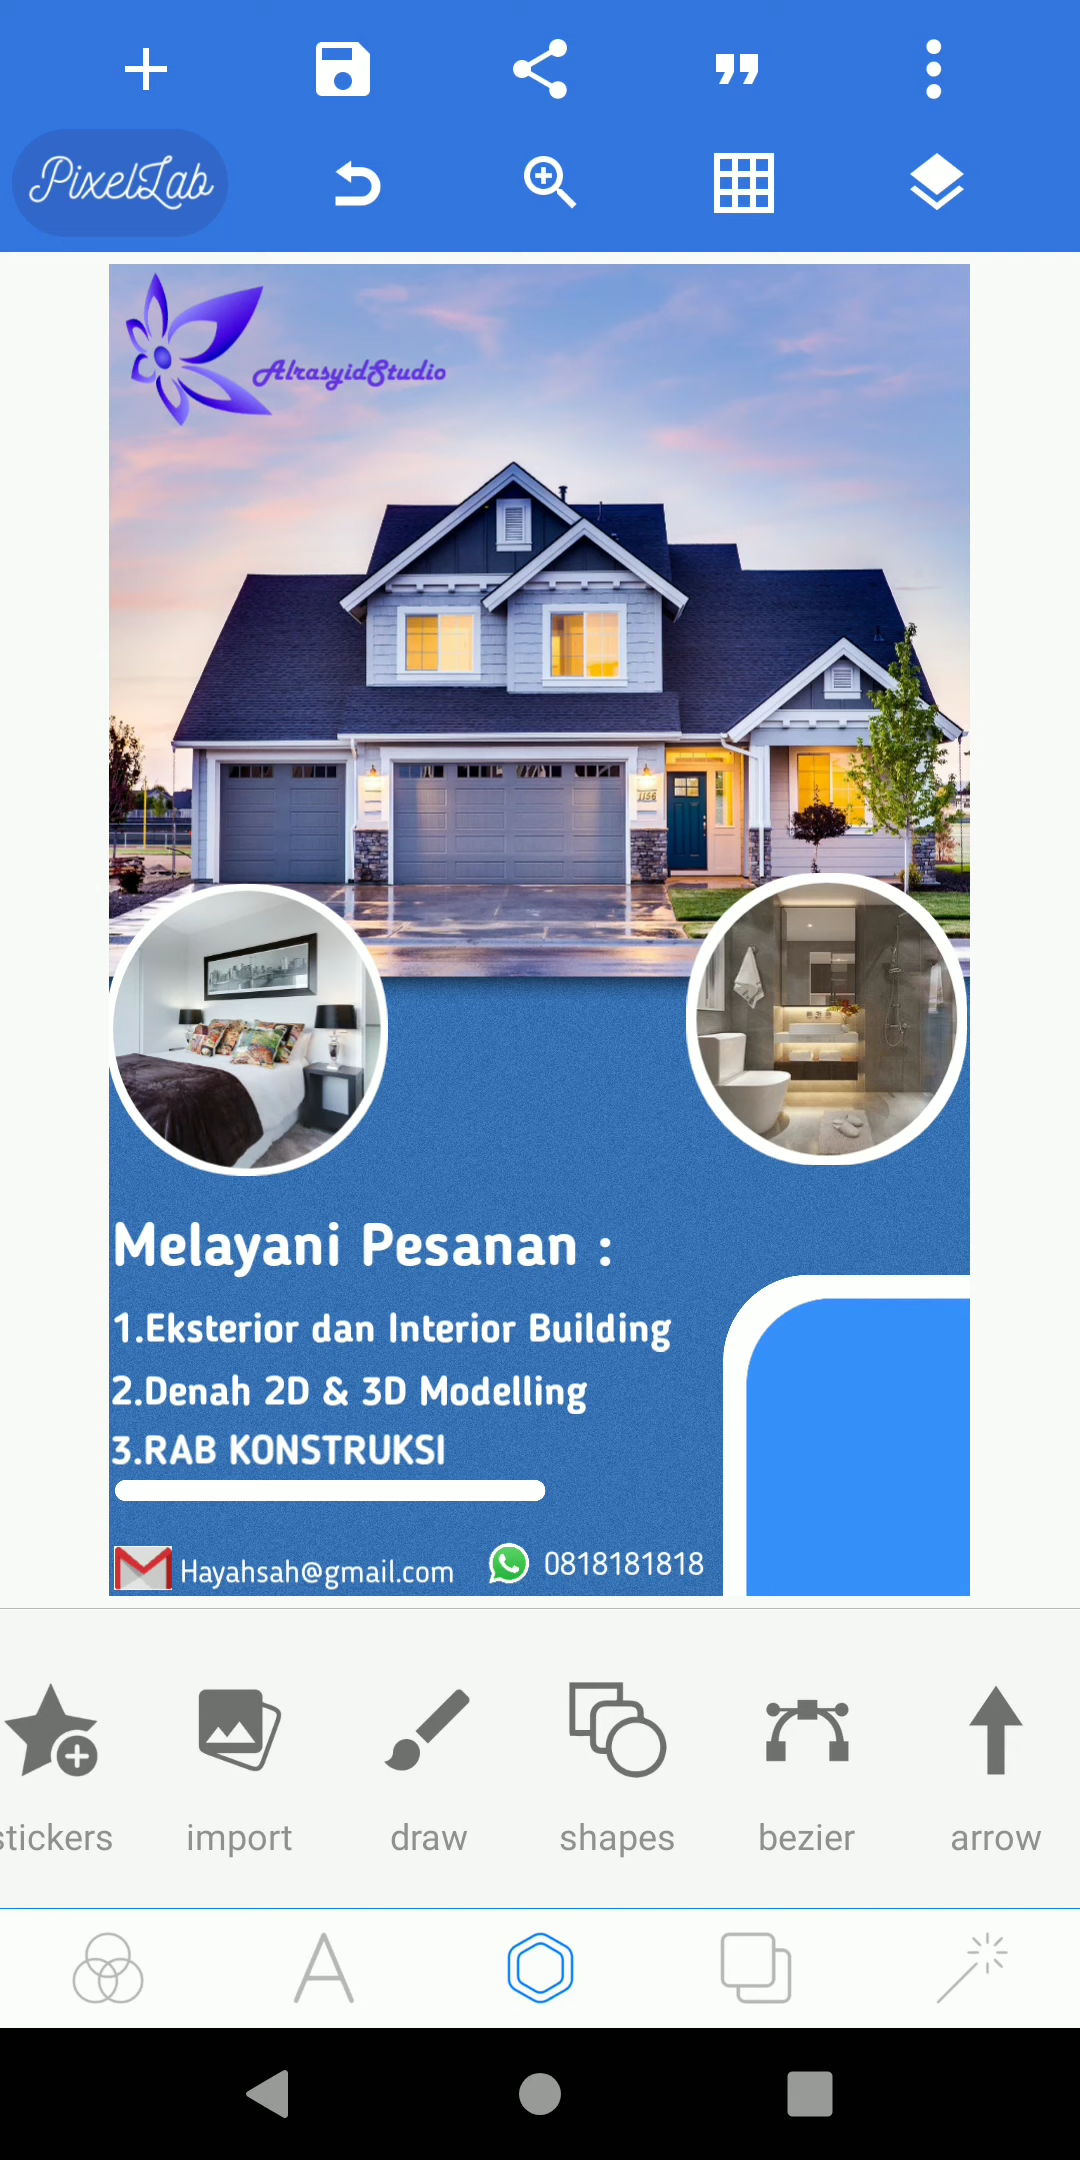 PixelLab
AlrasyidStudio
1156
Melayani Pesanan :
1.Eksterior dan Interior Building
2.Denah 2D & 3D Modelling
3.RAB KONSTRUKSI
Hayahsah@gmail.com 0818181818
stickers import draw shapes bezier arrow